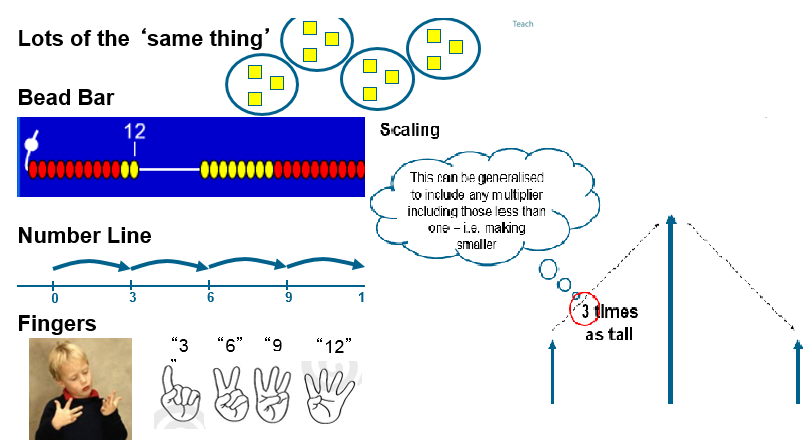 Teach
Lots of the ‘same thing’
Bead Bar
12
Scaling
This can be generalised
to include any multiplier
including those less than
one – i.e. making
smaller
Number Line
0 3 6 9 1
3 times
as tall
Fingers
“3
”
“6”
“9
“12”